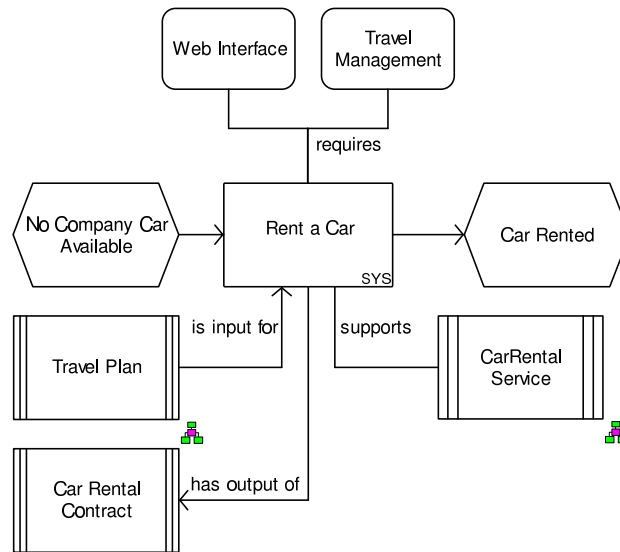 Web Interface
Travel
Management
requires
No Company Car
Available
Rent a Car
SYS
Car Rented
is input for
supports
Travel Plan
CarRental
Service
Car Rental
Contract
has output of